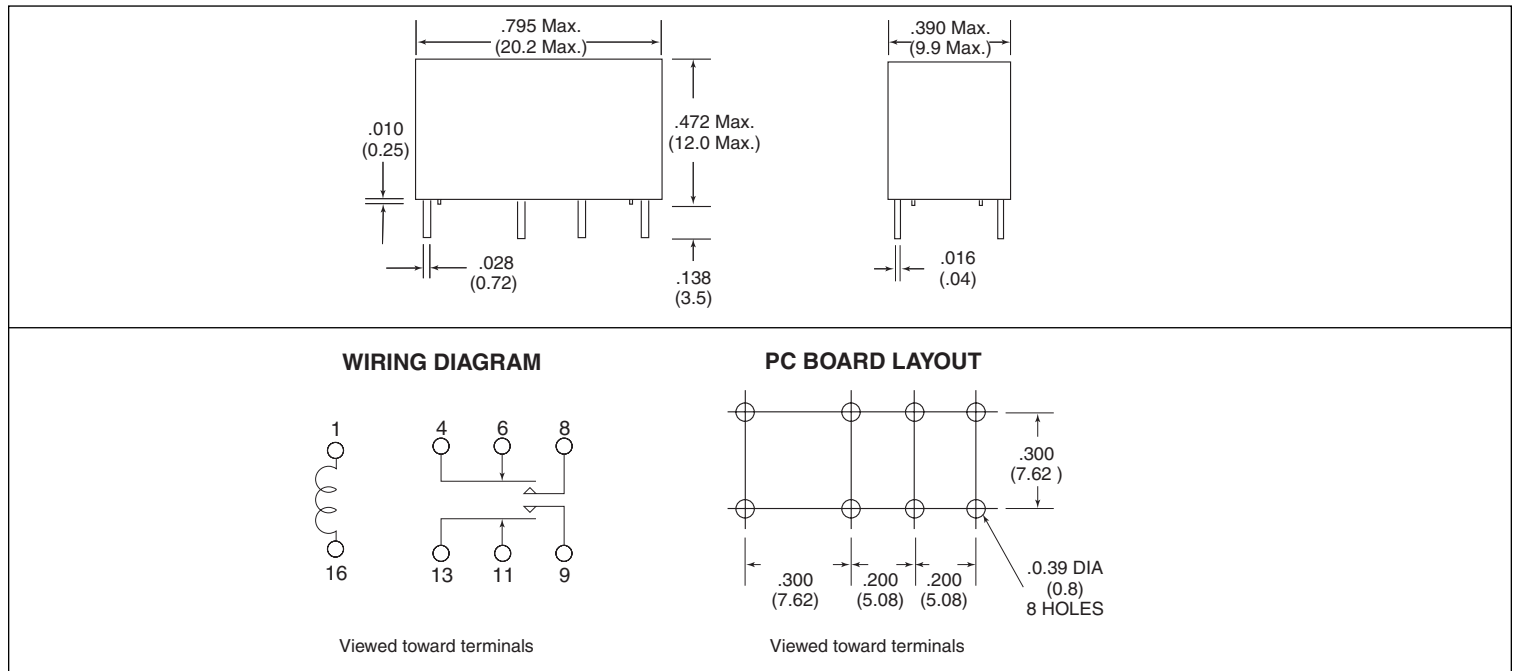 .795 Max.
(20.2 Max.)
.390 Max.
(9.9 Max.)
.010
(0.25)
.472 Max.
(12.0 Max.)
.028
(0.72)
.138
(3.5)
.016
(.04)
WIRING DIAGRAM
1
4 6 8
16
13 11 9
Viewed toward terminals
PC BOARD LAYOUT
.300
(7.62 )
.300
(7.62)
.200
(5.08)
.200
(5.08)
.0.39 DIA
(0.8)
8 HOLES
Viewed toward terminals